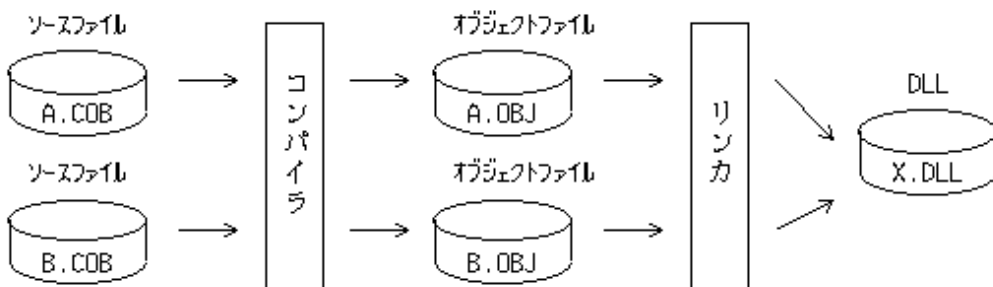 ソースファイル
A.COB
コンパイラ
オブジェクトファイル
A.OBJ
リンカ
DLL
X.DLL
ソースファイル
B.COB
オブジェクトファイル
B.OBJ